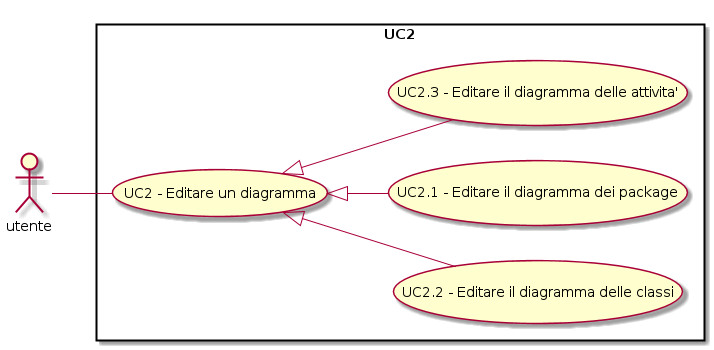 UC2
UC2.3 - Editare il diagramma delle attivita'
UC2 - Editare un diagramma
UC2.1 - Editare il diagramma dei package
utente
UC2.2 - Editare il diagramma delle classi